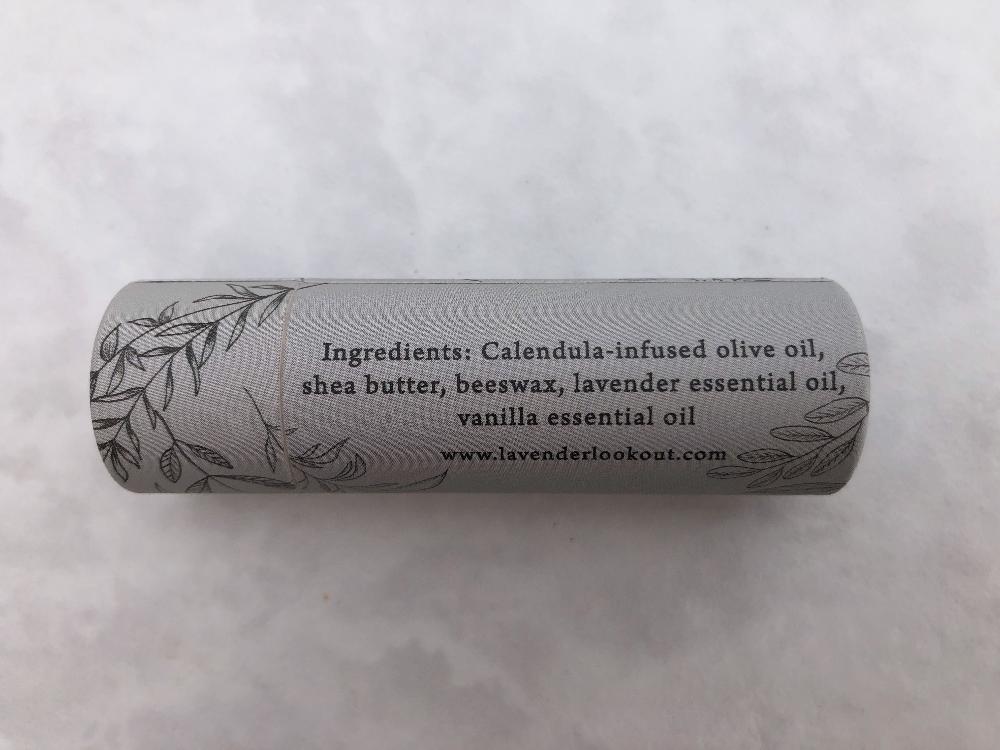 Ingredients: Calendula-infused olive oil,
shea butter, beeswax, lavender essential oil,
vanilla essential oil
www.lavenderlookout.com